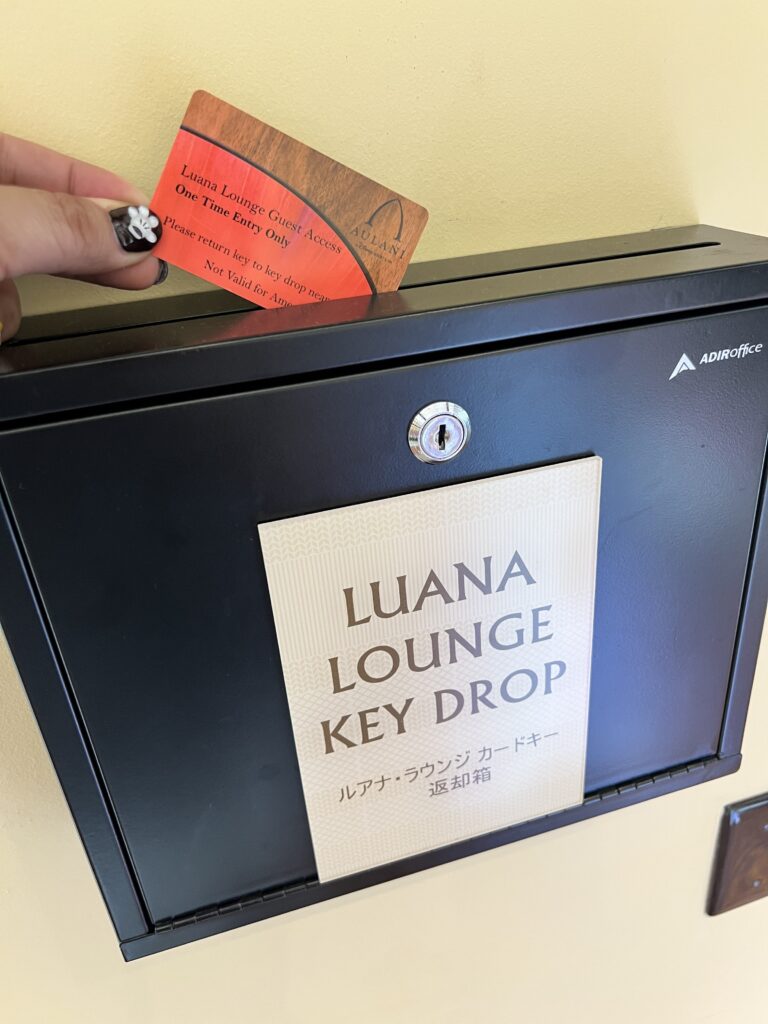 Luana Lounge Guest Access
One Time Entry Only
Please return key to key drop near
Not Valid for
AULANI
ADIRoffice
LUANA
LOUNGE
KEY DROP
ルアナ・ラウンジ カードキー
返却箱